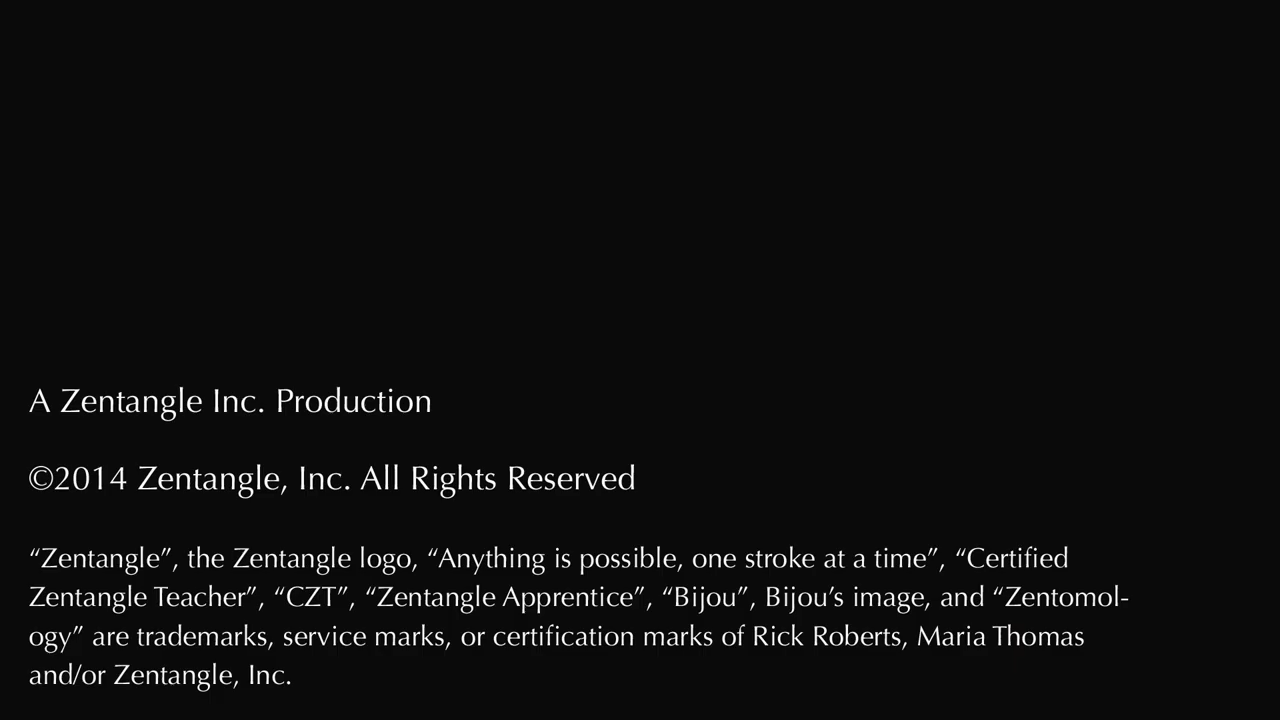 A Zentangle Inc. Production
©2014 Zentangle, Inc. All Rights Reserved
“Zentangle”, the Zentangle logo, “Anything is possible, one stroke at a time”, “Certified
Zentangle Teacher”, “CZT”, “Zentangle Apprentice”, “Bijou”, Bijou’s image, and “Zentomol-
ogy” are trademarks, service marks, or certification marks of Rick Roberts, Maria Thomas
and/or Zentangle, Inc.